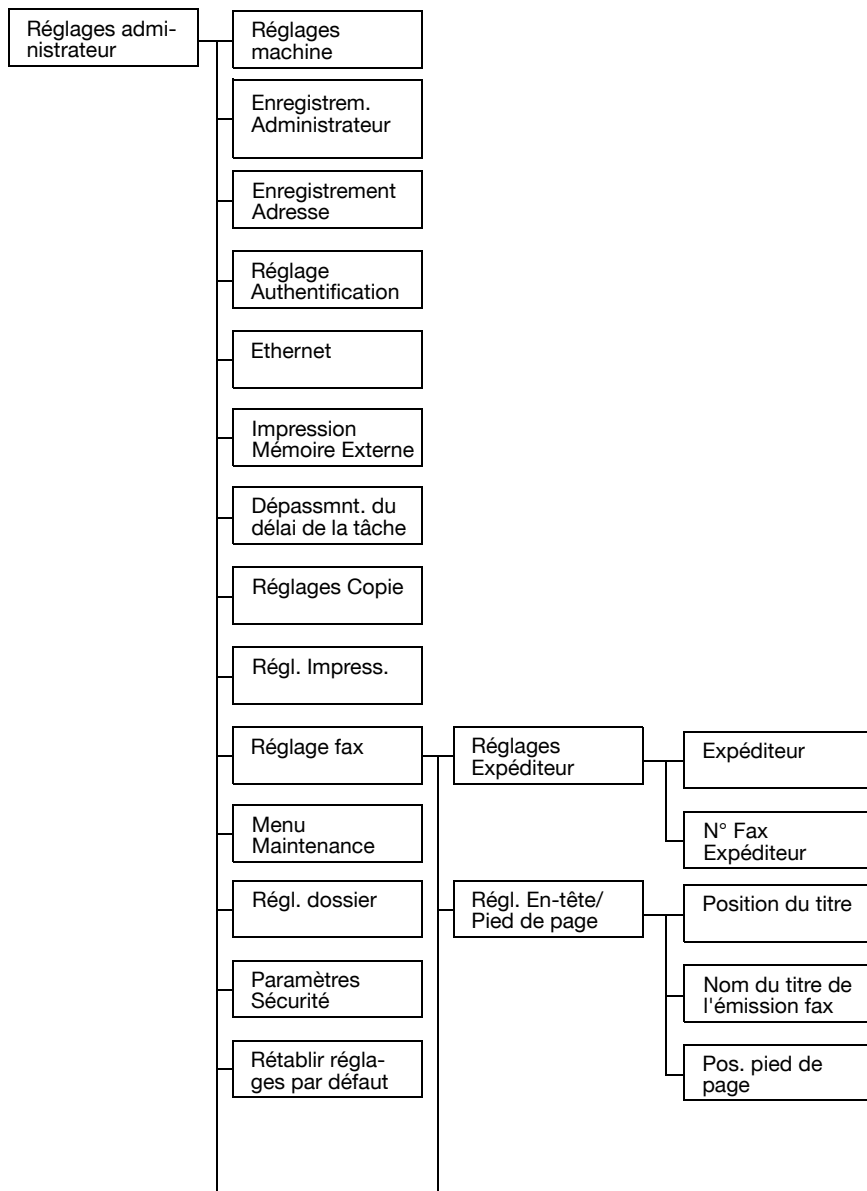 Réglages admi-
nistrateur
Réglages
machine
Enregistrem.
Administrateur
Enregistrement
Adresse
Réglage
Authentification
Ethernet
Impression
Mémoire Externe
Dépassmnt. du
délai de la tâche
Réglages Copie
Régl. Impress.
Réglage fax
Réglages
Expéditeur
Expéditeur
N° Fax
Expéditeur
Menu
Maintenance
Régl. dossier
Régl. En-tête/
Pied de page
Position du titre
Nom du titre de
l'émission fax
Pos. pied de
page
Paramètres
Sécurité
Rétablir régla-
ges par défaut